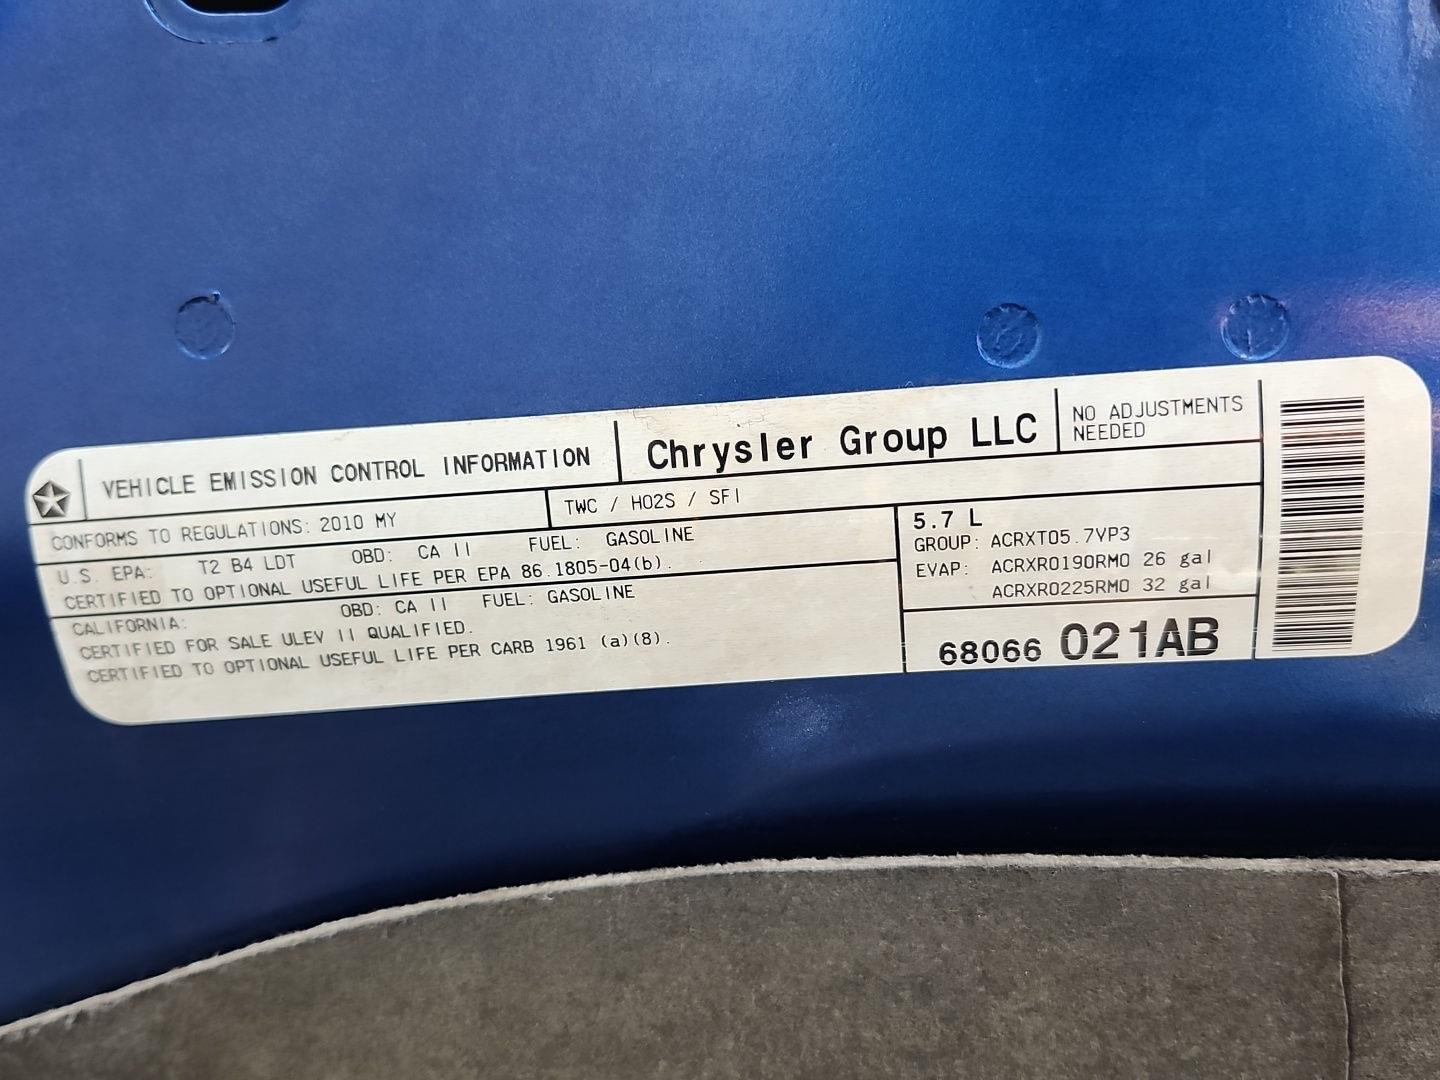 VEHICLE EMISSION CONTROL INFORMATION
Chrysler Group LLC
NO ADJUSTMENTS
NEEDED
CONFORMS TO REGULATIONS: 2010 MY
TWC / HO2S / SFI
U.S. EPA: T2 B4 LDT OBD: CA II FUEL: GASOLINE
CERTIFIED TO OPTIONAL USEFUL LIFE PER EPA 86.1805-04(b).
CALIFORNIA: OBD: CA II FUEL: GASOLINE
CERTIFIED FOR SALE ULEV II QUALIFIED.
CERTIFIED TO OPTIONAL USEFUL LIFE PER CARB 1961 (a)(8).
5.7 L
GROUP: ACRXT05.7VP3
EVAP: ACRXR0190RM0 26 gal
ACRXR0225RM0 32 gal
68066 021AB